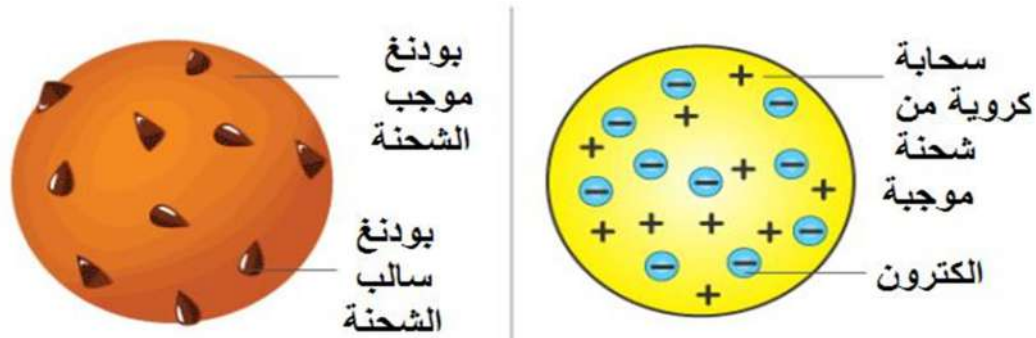 بودنغ
موجب
الشحنة
بودنغ
سالب
الشحنة
سحابة
كروية من
شحنة
موجبة
الكترون